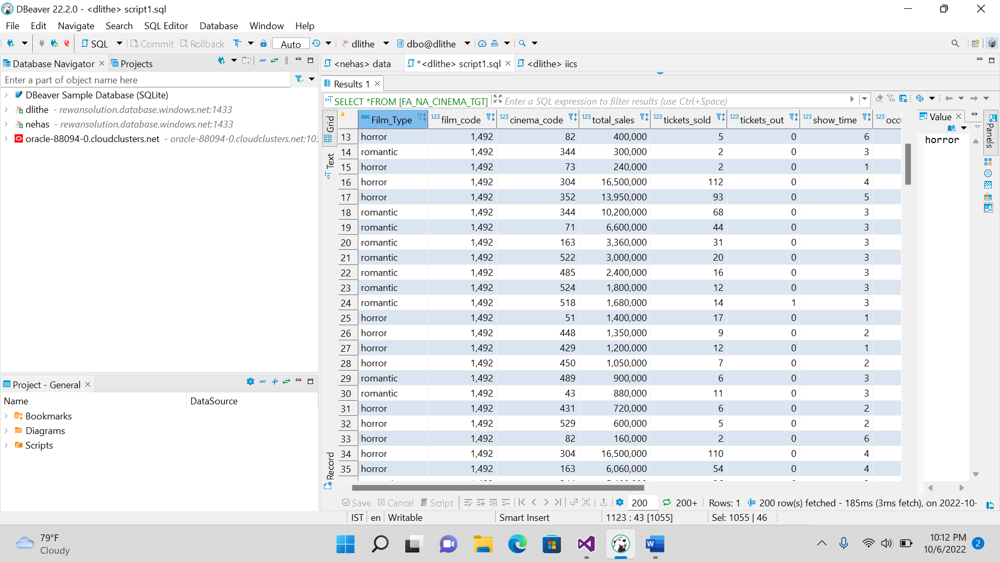 DBeaver 22.2.0 - <dlithe> script1.sql
File Edit Navigate Search SQL Editor Database Window Help
SQL Commit Rollback Auto dlithe dbo@dlithe
Database Navigator Projects
<nehas> data *<dlithe> script1.sql <dlithe> iics
Enter a part of object name here
DBeaver Sample Database (SQLite)
dlithe - rewansolution.database.windows.net:1433
nehas - rewansolution.database.windows.net:1433
oracle-88094-0.cloudclusters.net - oracle-88094-0.cloudclusters.net:10
Project - General
Name DataSource
Bookmarks
Diagrams
Scripts
Results 1
SELECT *FROM [FA_NA_CINEMA_TGT] Enter a SQL expression to filter results (use Ctrl+Space)
Grid
Text
Record
ABC Film_Type 123 film_code 123 cinema_code 123 total_sales 123 tickets_sold 123 tickets_out 123 show_time 123 occu
13 horror 1,492 82 400,000 5 0 6
14 romantic 1,492 344 300,000 2 0 3
15 horror 1,492 73 240,000 2 0 1
16 horror 1,492 304 16,500,000 112 0 4
17 horror 1,492 352 13,950,000 93 0 5
18 romantic 1,492 344 10,200,000 68 0 3
19 romantic 1,492 71 6,600,000 44 0 3
20 romantic 1,492 163 3,360,000 31 0 3
21 romantic 1,492 522 3,000,000 20 0 3
22 romantic 1,492 485 2,400,000 16 0 3
23 romantic 1,492 524 1,800,000 12 0 3
24 romantic 1,492 518 1,680,000 14 1 3
25 horror 1,492 51 1,400,000 17 0 1
26 horror 1,492 448 1,350,000 9 0 2
27 horror 1,492 429 1,200,000 12 0 1
28 horror 1,492 450 1,050,000 7 0 2
29 romantic 1,492 489 900,000 6 0 3
30 romantic 1,492 43 880,000 11 0 3
31 horror 1,492 431 720,000 6 0 2
32 horror 1,492 529 600,000 5 0 2
33 horror 1,492 82 160,000 2 0 6
34 horror 1,492 304 16,500,000 110 0 4
35 horror 1,492 163 6,060,000 54 0 4
Value
horror
Panels
Save Cancel Script 200 200+ Rows: 1 200 row(s) fetched - 185ms (3ms fetch), on 2022-10-
IST en Writable Smart Insert 1123 : 43 [1055] Sel: 1055 | 46
79°F
Cloudy
10:12 PM
10/6/2022
2